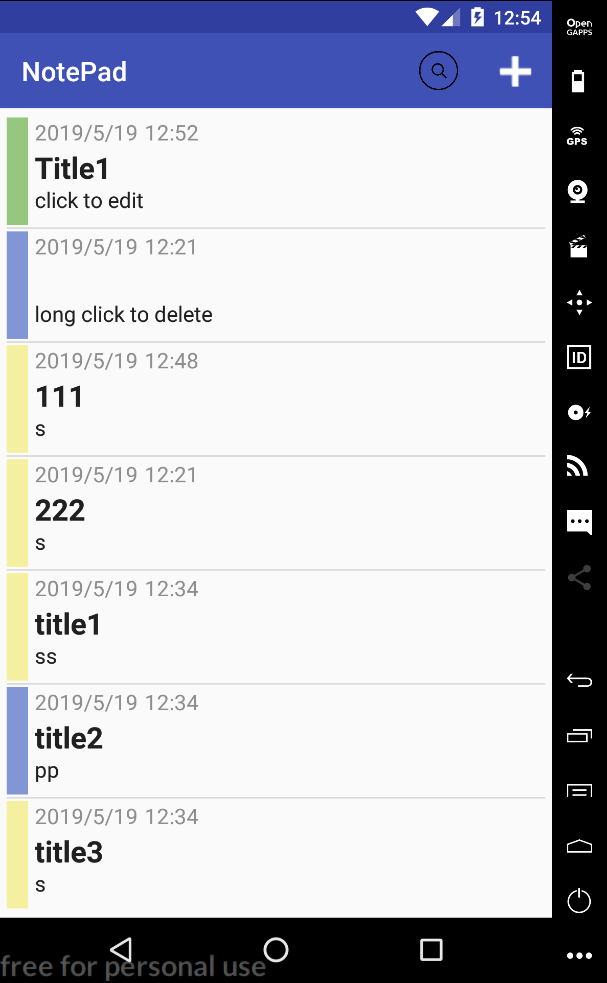 12:54
NotePad
2019/5/19 12:52
Title1
click to edit
2019/5/19 12:21
long click to delete
2019/5/19 12:48
111
s
2019/5/19 12:21
222
s
2019/5/19 12:34
title1
ss
2019/5/19 12:34
title2
pp
2019/5/19 12:34
title3
s
free for personal use
Open
GAPPS
GPS
ID